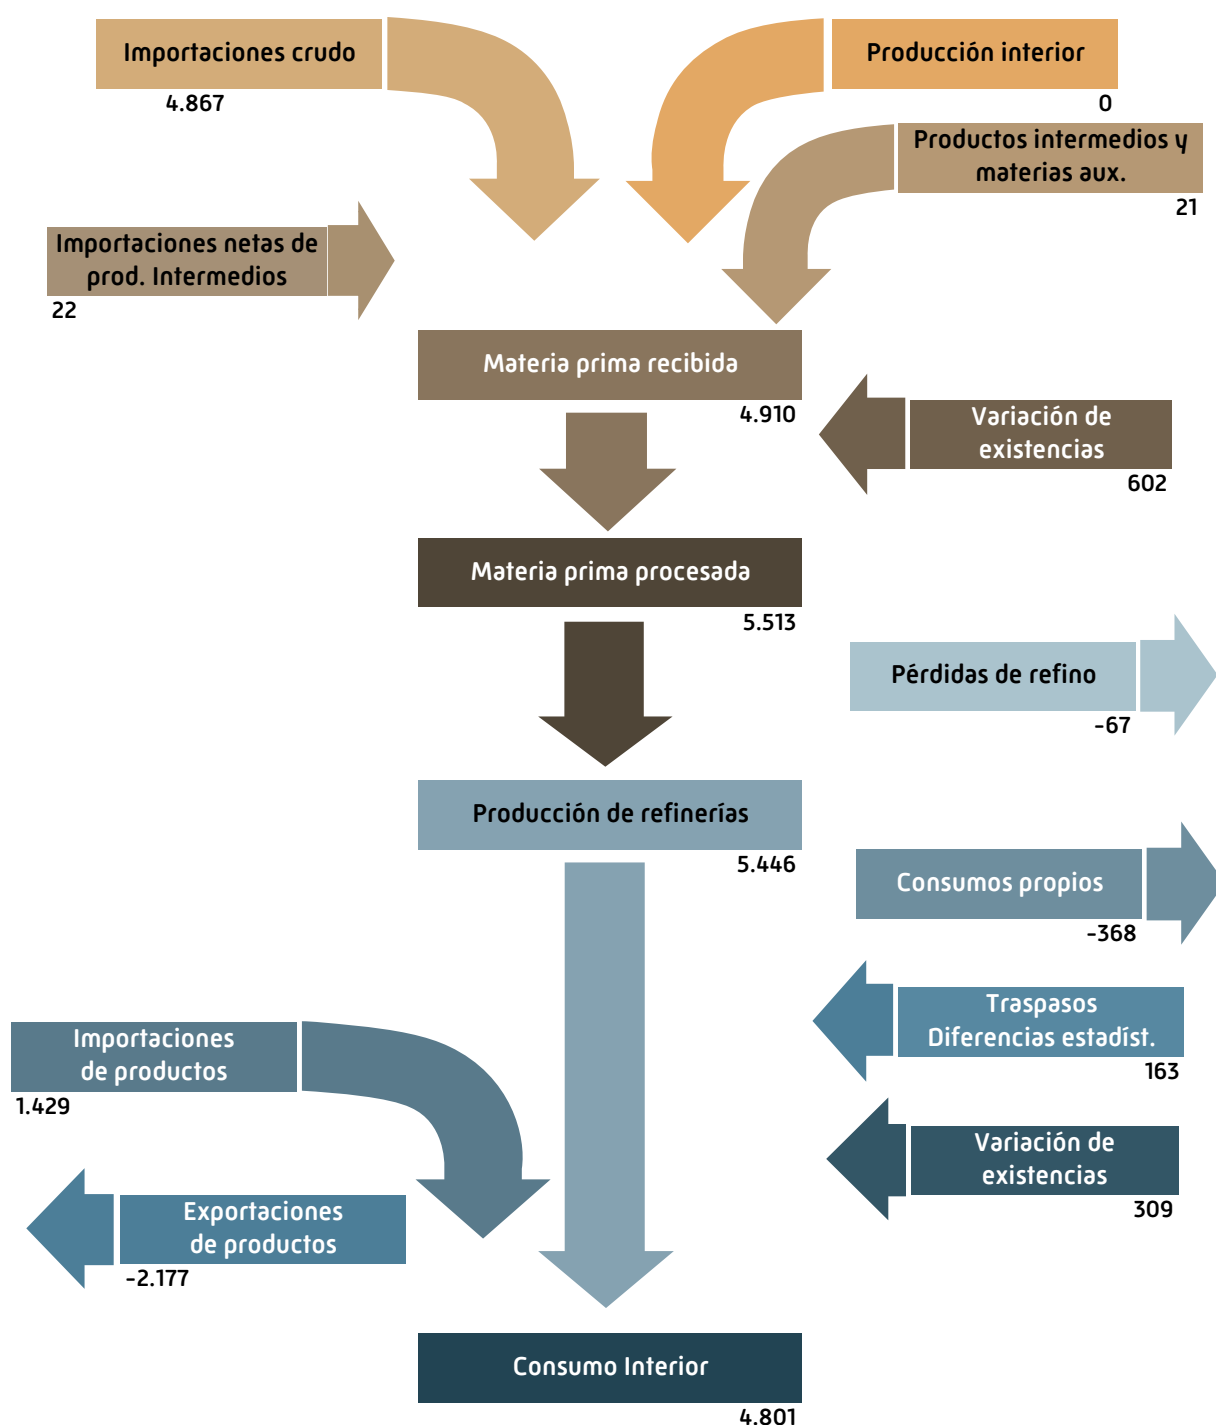 Importaciones crudo
4.867
Producción interior
0
Productos intermedios y
materias aux.
21
Importaciones netas de
prod. Intermedios
22
Materia prima recibida
4.910
Variación de
existencias
602
Materia prima procesada
5.513
Pérdidas de refino
-67
Producción de refinerías
5.446
Consumos propios
-368
Traspasos
Diferencias estadíst.
163
Importaciones
de productos
1.429
Variación de
existencias
309
Exportaciones
de productos
-2.177
Consumo Interior
4.801